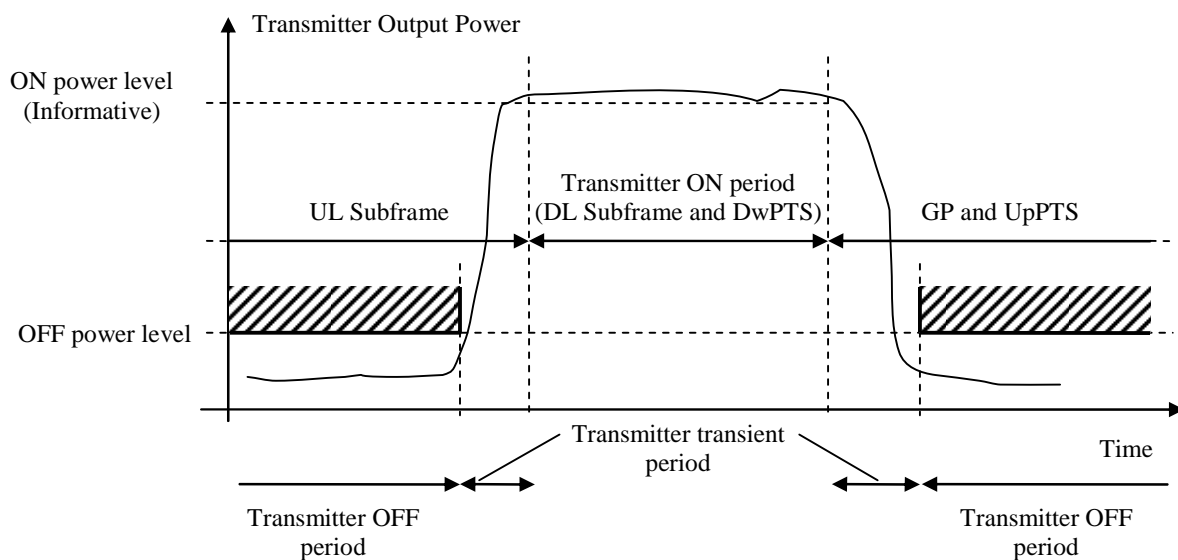 Transmitter Output Power
ON power level
(Informative)
Transmitter ON period
(DL Subframe and DwPTS)
UL Subframe
GP and UpPTS
OFF power level
Transmitter transient
period
Time
Transmitter OFF
period
Transmitter OFF
period